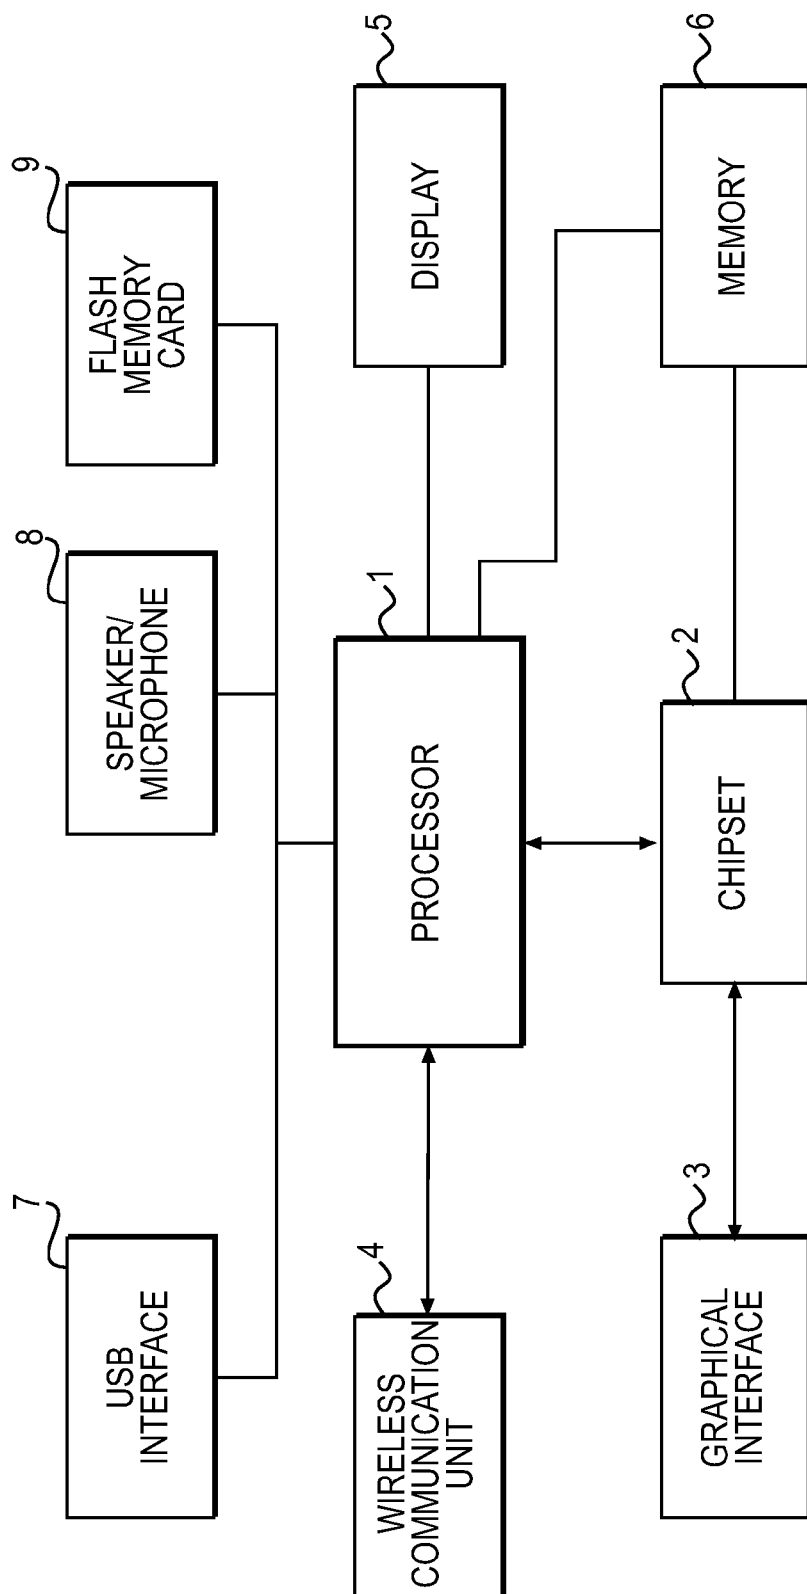 7
USB
INTERFACE
8
SPEAKER/
MICROPHONE
9
FLASH
MEMORY
CARD
4
WIRELESS
COMMUNICATION
UNIT
1
PROCESSOR
5
DISPLAY
3
GRAPHICAL
INTERFACE
2
CHIPSET
6
MEMORY